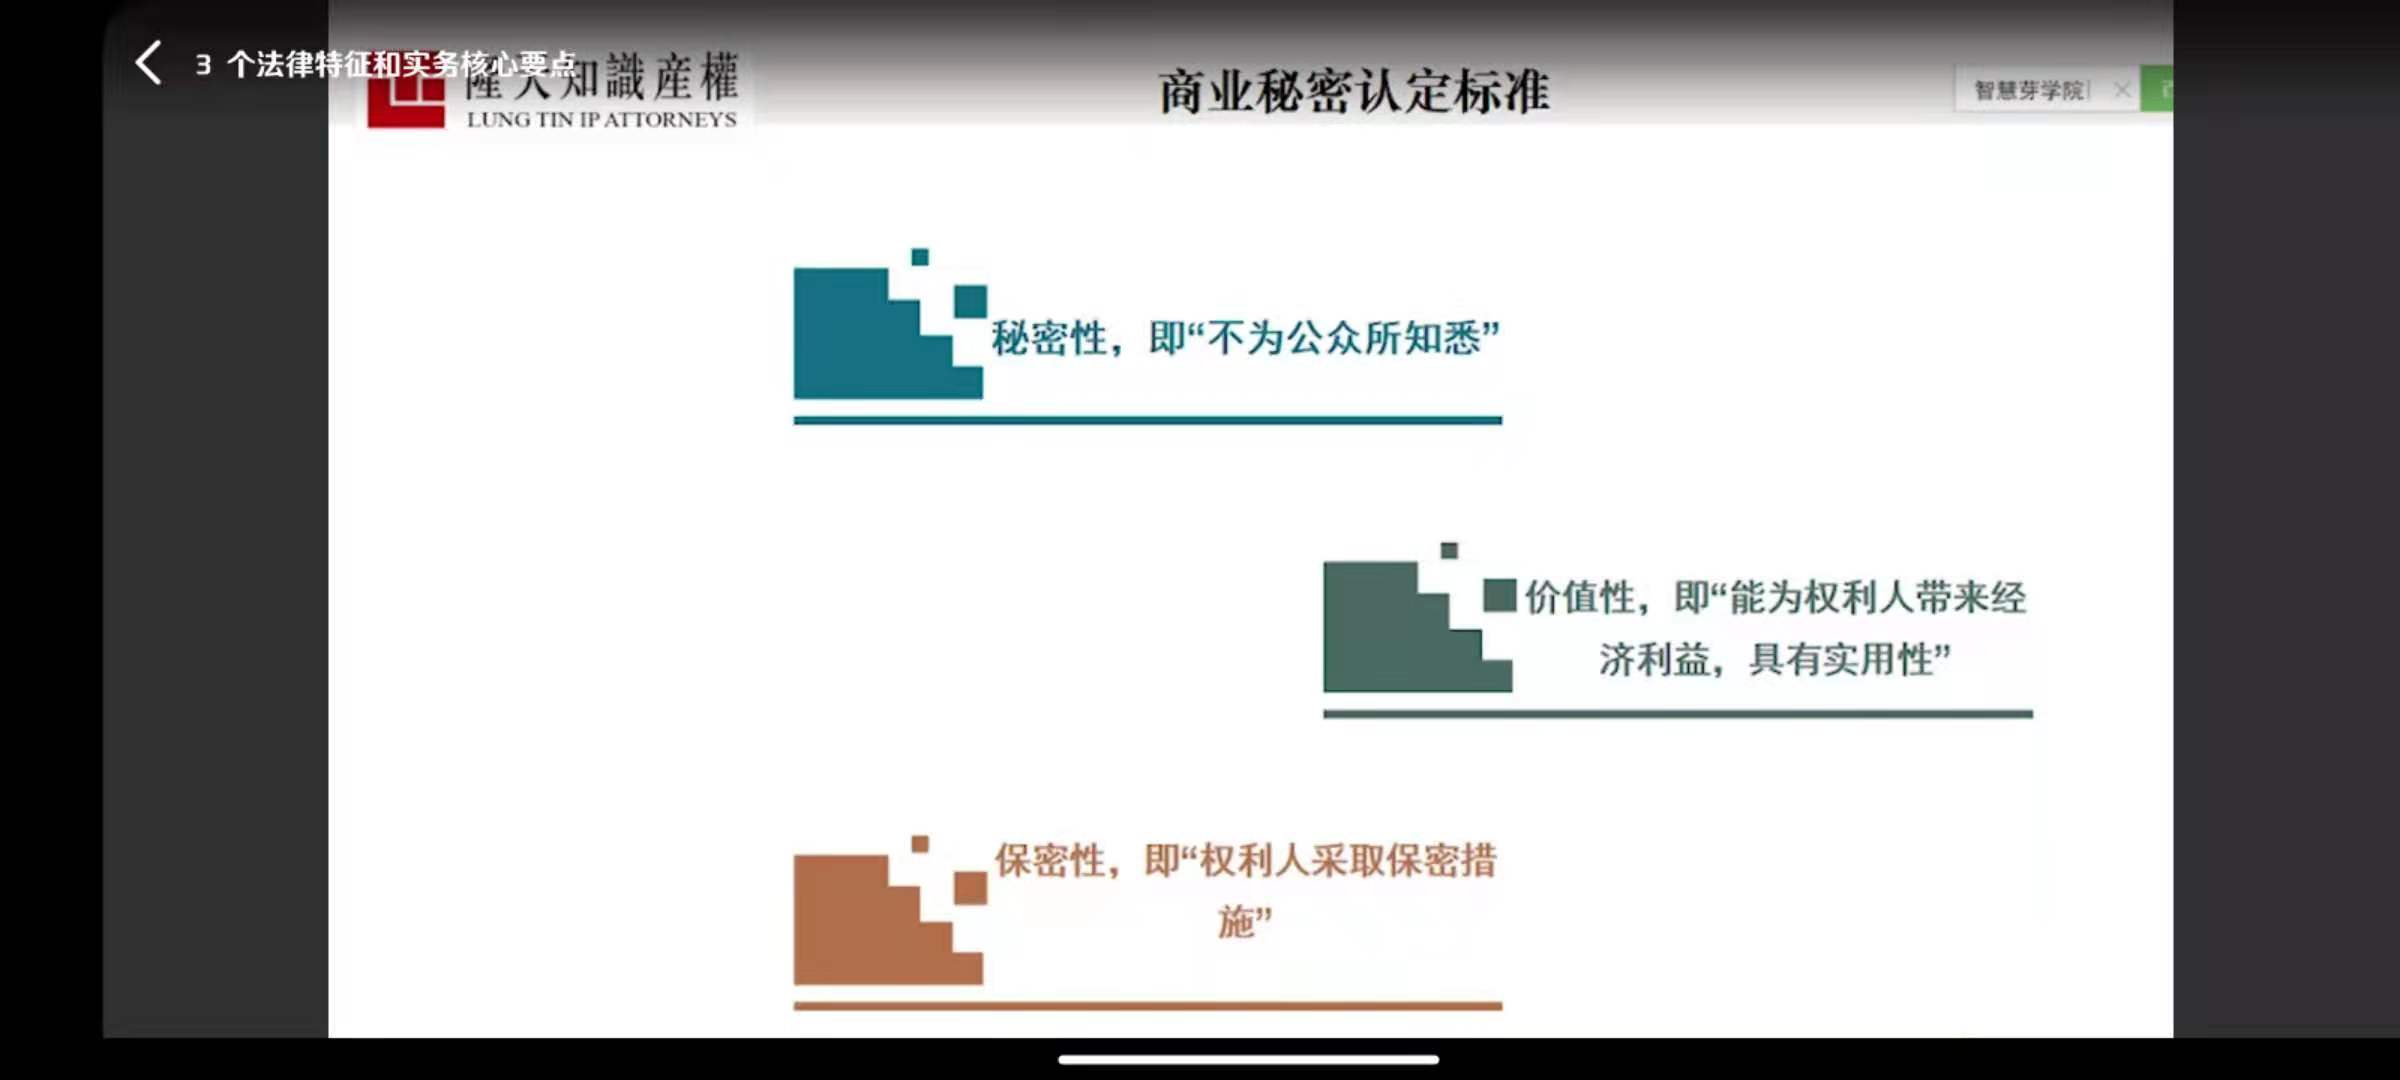 3 个法律特征和实务核心要点
隆天知識産權
LUNG TIN IP ATTORNEYS
商业秘密认定标准
智慧芽学院
秘密性，即“不为公众所知悉”
价值性，即“能为权利人带来经
济利益，具有实用性”
保密性，即“权利人采取保密措
施”